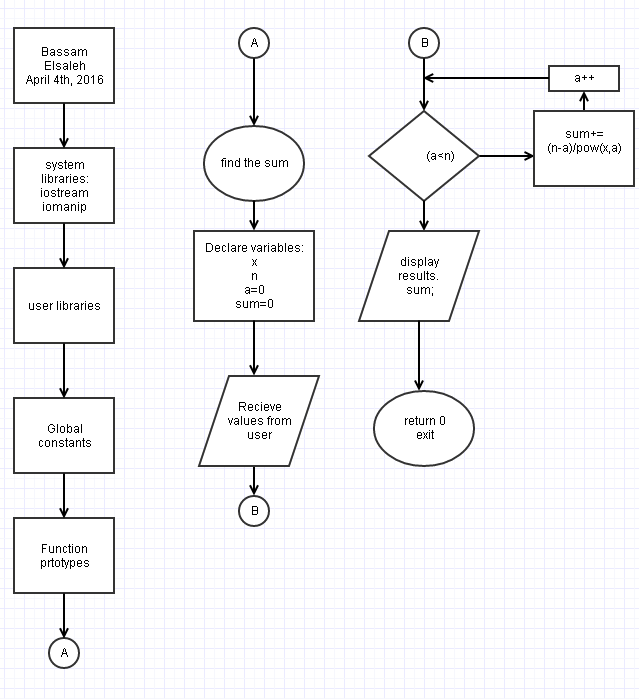 Bassam
Elsaleh
April 4th, 2016
system
libraries:
iostream
iomanip
user libraries
Global
constants
Function
prtotypes
A
A
find the sum
Declare variables:
x
n
a=0
sum=0
Recieve
values from
user
B
B
a++
(a<n)
sum+=
(n-a)/pow(x,a)
display
results.
sum;
return 0
exit